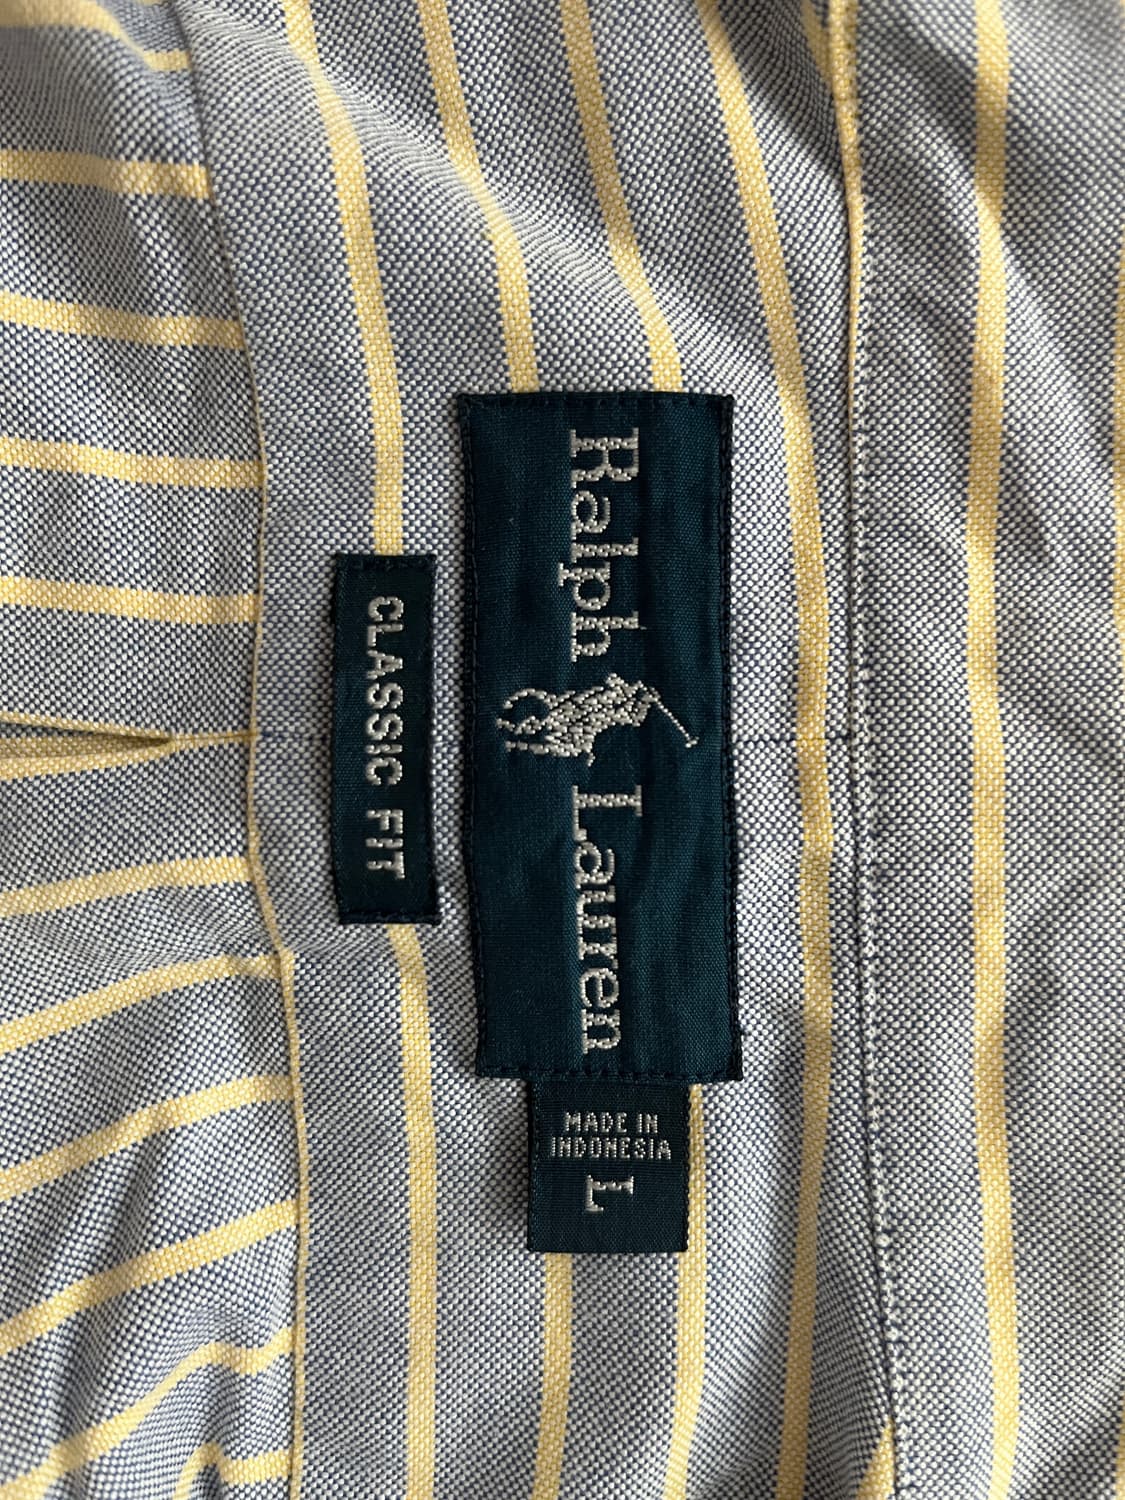 Ralph Lauren
CLASSIC FIT
MADE IN
INDONESIA
L